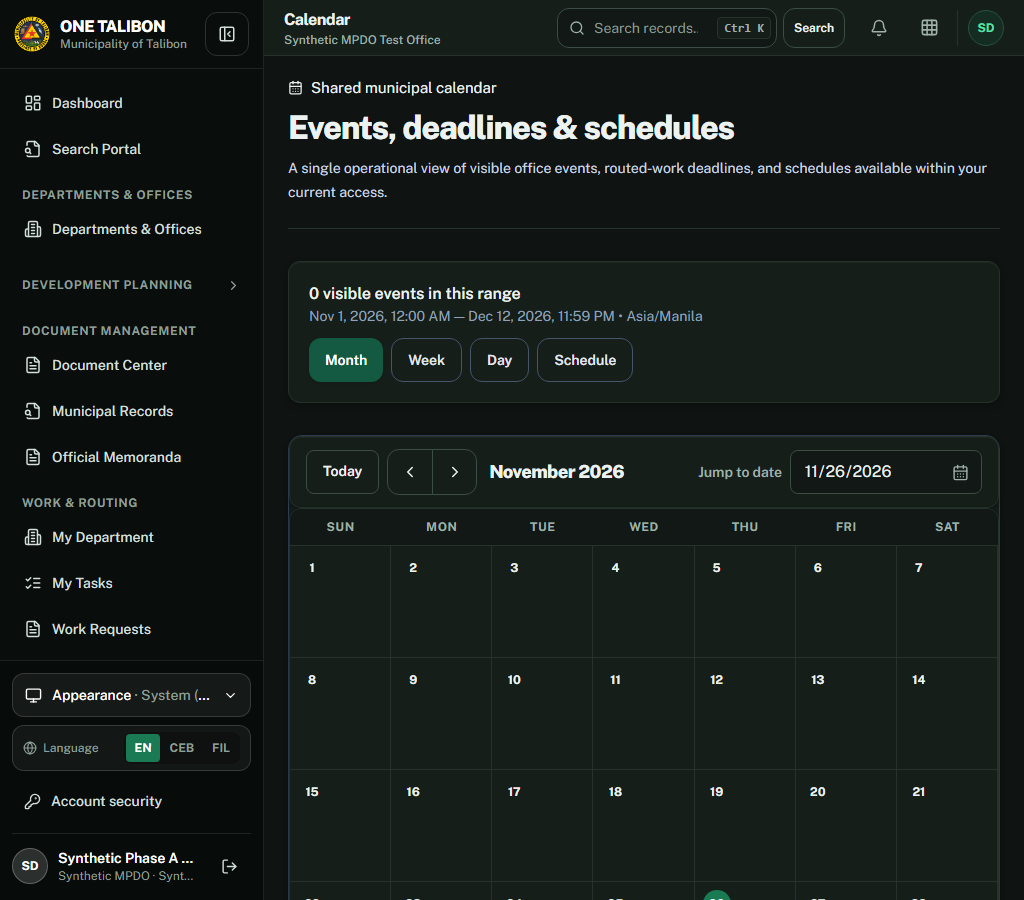 ONE TALIBON
Municipality of Talibon
Dashboard
Search Portal
DEPARTMENTS & OFFICES
Departments & Offices
DEVELOPMENT PLANNING
DOCUMENT MANAGEMENT
Document Center
Municipal Records
Official Memoranda
WORK & ROUTING
My Department
My Tasks
Work Requests
Appearance · System (...
Language EN CEB FIL
Account security
SD Synthetic Phase A ...
Synthetic MPDO · Synt...
Calendar
Synthetic MPDO Test Office
Search records.. Ctrl K Search SD
Shared municipal calendar
Events, deadlines & schedules
A single operational view of visible office events, routed-work deadlines, and schedules available within your
current access.
0 visible events in this range
Nov 1, 2026, 12:00 AM — Dec 12, 2026, 11:59 PM • Asia/Manila
Month Week Day Schedule
Today November 2026 Jump to date 11/26/2026
SUN MON TUE WED THU FRI SAT
1 2 3 4 5 6 7
8 9 10 11 12 13 14
15 16 17 18 19 20 21